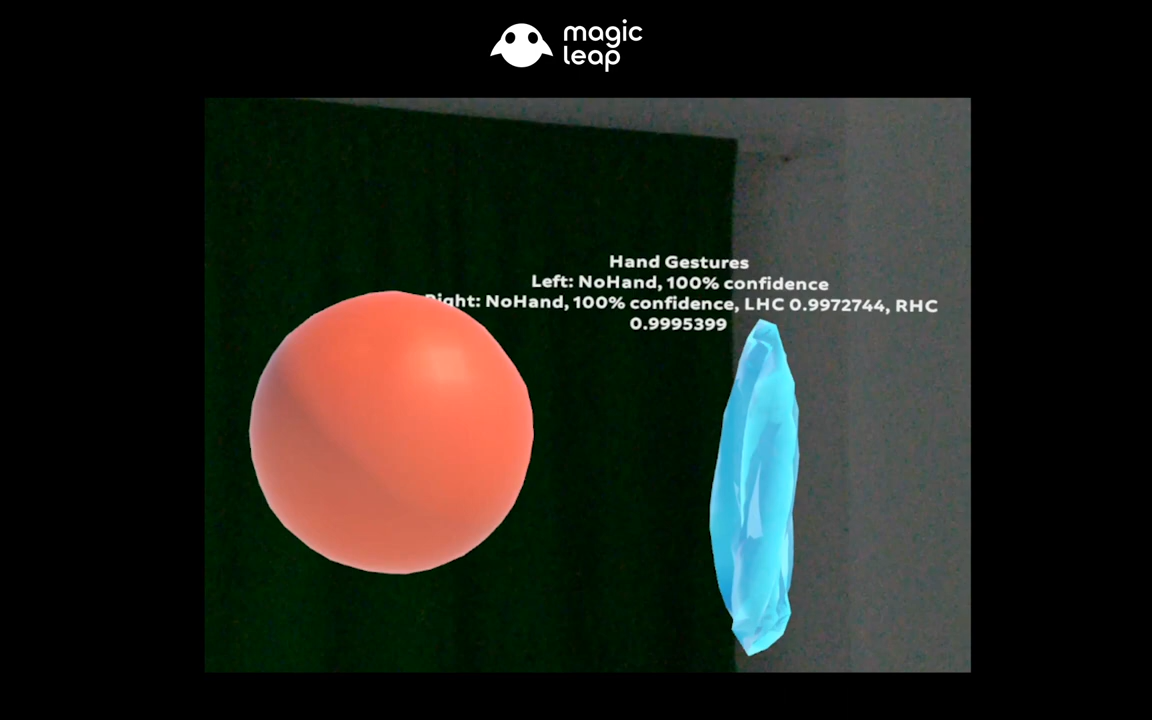 magic
leap
Hand Gestures
Left: NoHand, 100% confidence
Right: NoHand, 100% confidence, LHC 0.9972744, RHC
0.9995399